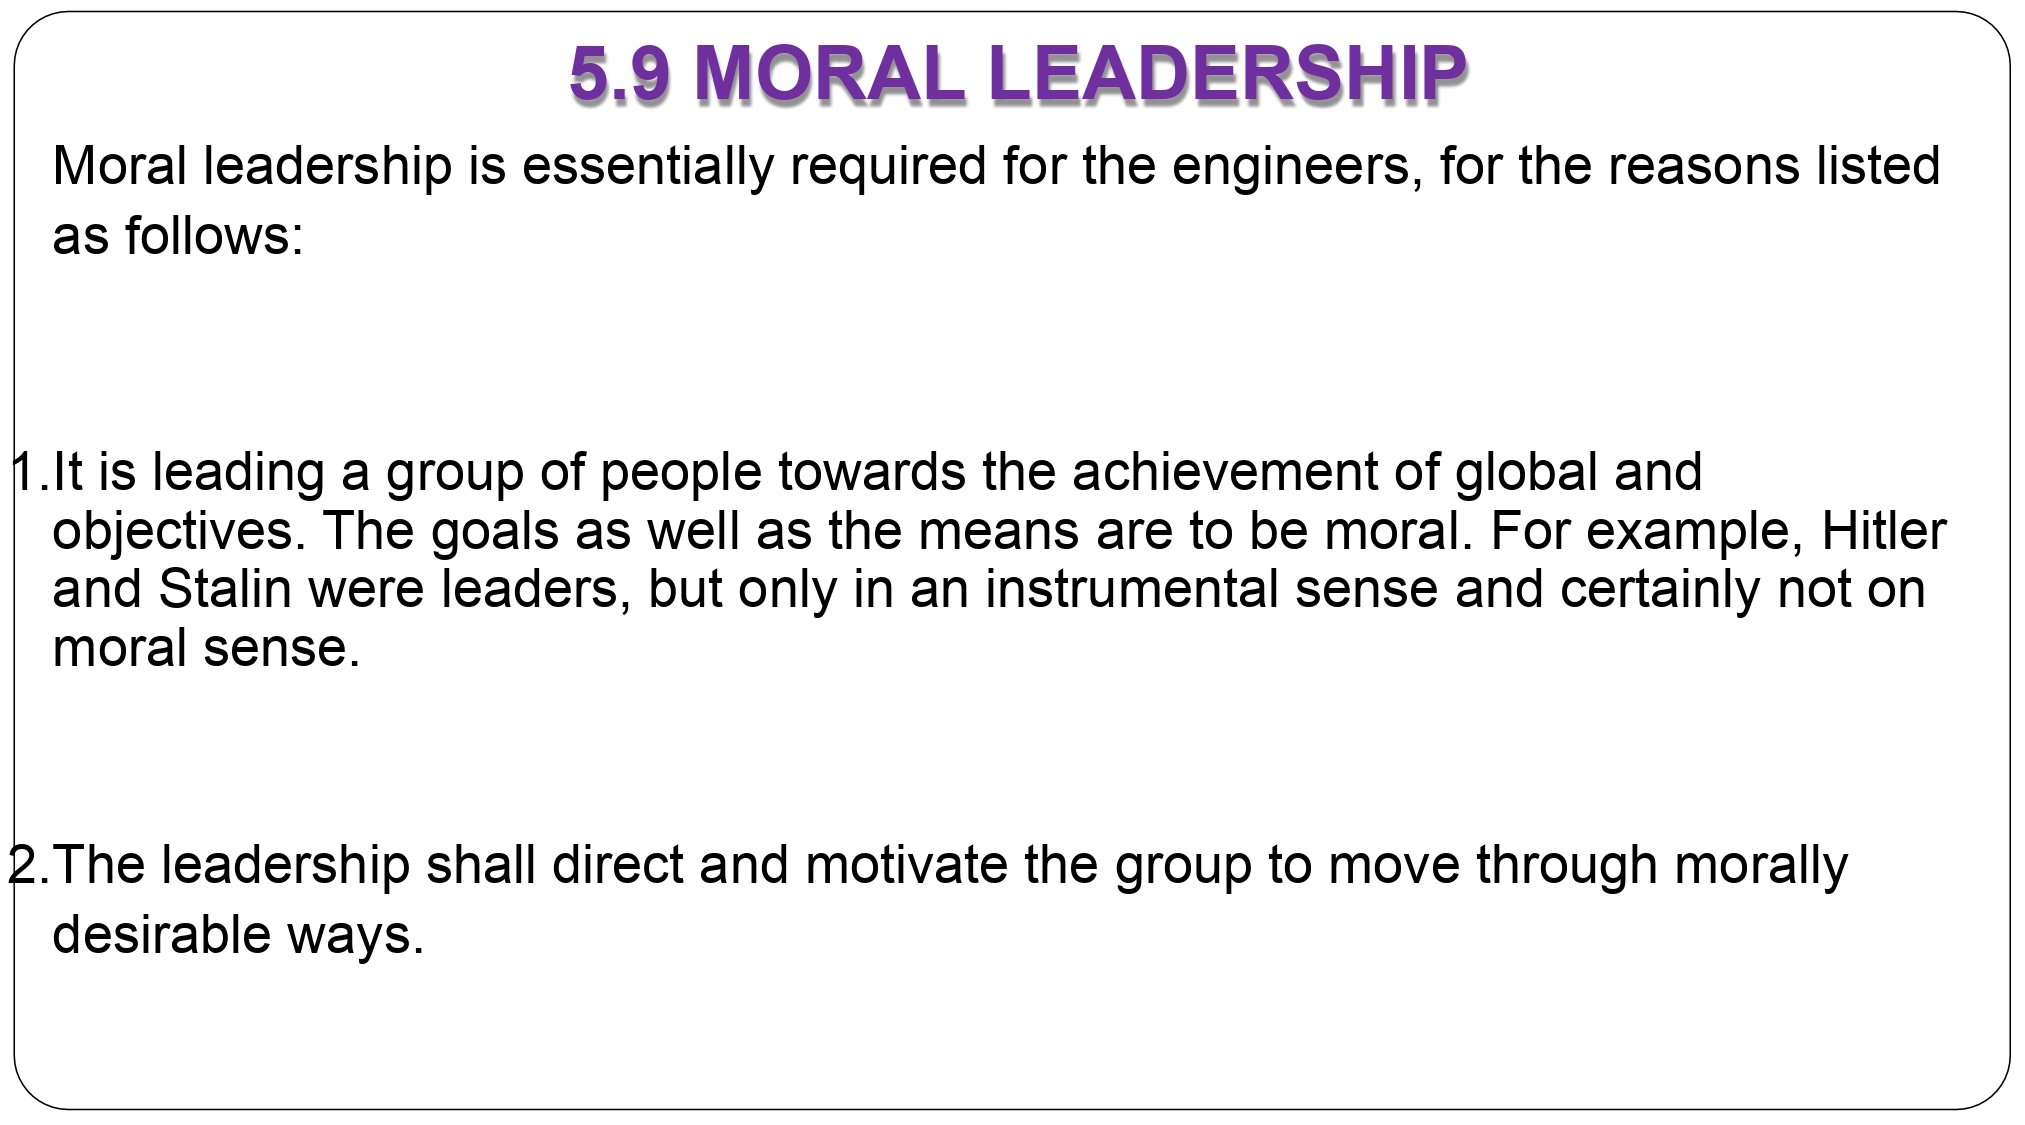 5.9 MORAL LEADERSHIP
Moral leadership is essentially required for the engineers, for the reasons listed
as follows:
1.It is leading a group of people towards the achievement of global and
objectives. The goals as well as the means are to be moral. For example, Hitler
and Stalin were leaders, but only in an instrumental sense and certainly not on
moral sense.
2.The leadership shall direct and motivate the group to move through morally
desirable ways.